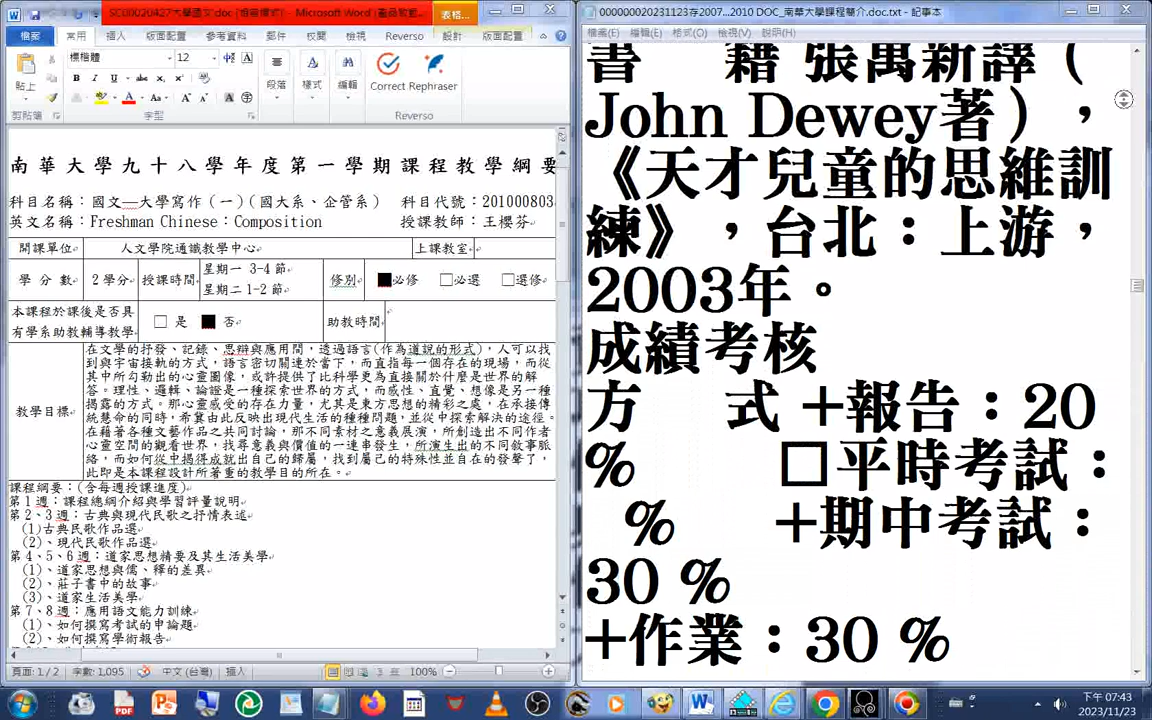 SC00020427大學國文.doc [相容模式] - Microsoft Word (產品啟動...
表格...
檔案 常用 插入 版面配置 參考資料 郵件 校閱 檢視 Reverso 設計 版面配置
標楷體 12
貼上
段落 樣式 編輯 Correct Rephraser
剪貼簿 字型 Reverso
南華大學九十八學年度第一學期課程教學綱要
科目名稱：國文—大學寫作（一）（國大系、企管系） 科目代號：201000803
英文名稱：Freshman Chinese：Composition 授課教師：王櫻芬
開課單位 人文學院通識教學中心 上課教室
學 分 數 2學分 授課時間 星期一 3-4節
星期二1-2節 修別 ■必修 □必選 □選修
本課程於課後是否具
有學系助教輔導教學 □ 是 ■ 否 助教時間
教學目標
在文學的抒發、記錄、思辯與應用間，透過語言(作為道說的形式)，人可以找
到與宇宙接軌的方式，語言密切關連於當下，而直指每一個存在的現場，而從
其中所勾勒出的心靈圖像，或許提供了比科學更為直接關於什麼是世界的解
答。理性、邏輯、論證是一種探索世界的方式，而感性、直覺、想像是另一種
揭露的方式。那心靈感受的存在力量，尤其是東方思想的精彩之處，在承接傳
統慧命的同時，希冀由此反映出現代生活的種種問題，並從中探索解決的途徑。
在藉著各種文藝作品之共同討論，那不同素材之意義展演，所創造出不同作者
心靈空間的觀看世界，找尋意義與價值的一連串發生，所演生出的不同敘事脈
絡，而如何從中揭得成就出自己的歸屬，找到屬己的特殊性並自在的發聲了，
此即是本課程設計所著重的教學目的所在。
課程綱要：(含每週授課進度)
第1週：課程總綱介紹與學習評量說明
第2、3週：古典與現代民歌之抒情表述
(1)古典民歌作品選
(2)、現代民歌作品選
第4、5、6週：道家思想精要及其生活美學
(1)、道家思想與儒、釋的差異
(2)、莊子書中的故事
(3)、道家生活美學
第7、8週：應用語文能力訓練
(1)、如何撰寫考試的申論題
(2)、如何撰寫學術報告
頁面: 1 / 2 字數: 1,095 中文 (台灣) 插入 100%
000000020231123存2007...2010 DOC_南華大學課程簡介.doc.txt - 記事本
檔案(F) 編輯(E) 格式(O) 檢視(V) 說明(H)
書 籍 張萬新譯（
John Dewey著），
《天才兒童的思維訓
練》，台北：上游，
2003年。
成績考核
方 式 +報告：20
% □平時考試：
% +期中考試：
30 %
+作業：30 %
下午 07:43
2023/11/23